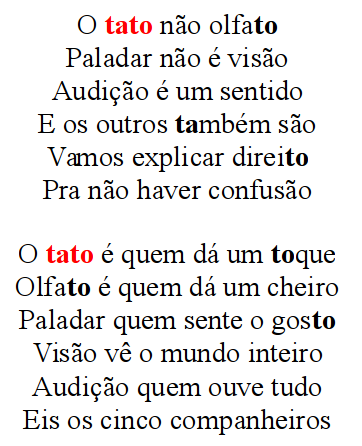 O tato não olfato
Paladar não é visão
Audição é um sentido
E os outros também são
Vamos explicar direito
Pra não haver confusão

O tato é quem dá um toque
Olfato é quem dá um cheiro
Paladar quem sente o gosto
Visão vê o mundo inteiro
Audição quem ouve tudo
Eis os cinco companheiros